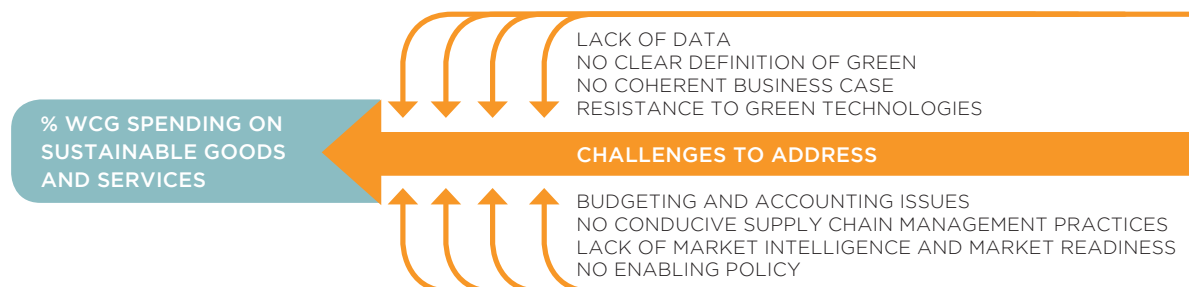 % WCG SPENDING ON
SUSTAINABLE GOODS
AND SERVICES
LACK OF DATA
NO CLEAR DEFINITION OF GREEN
NO COHERENT BUSINESS CASE
RESISTANCE TO GREEN TECHNOLOGIES
CHALLENGES TO ADDRESS
BUDGETING AND ACCOUNTING ISSUES
NO CONDUCIVE SUPPLY CHAIN MANAGEMENT PRACTICES
LACK OF MARKET INTELLIGENCE AND MARKET READINESS
NO ENABLING POLICY